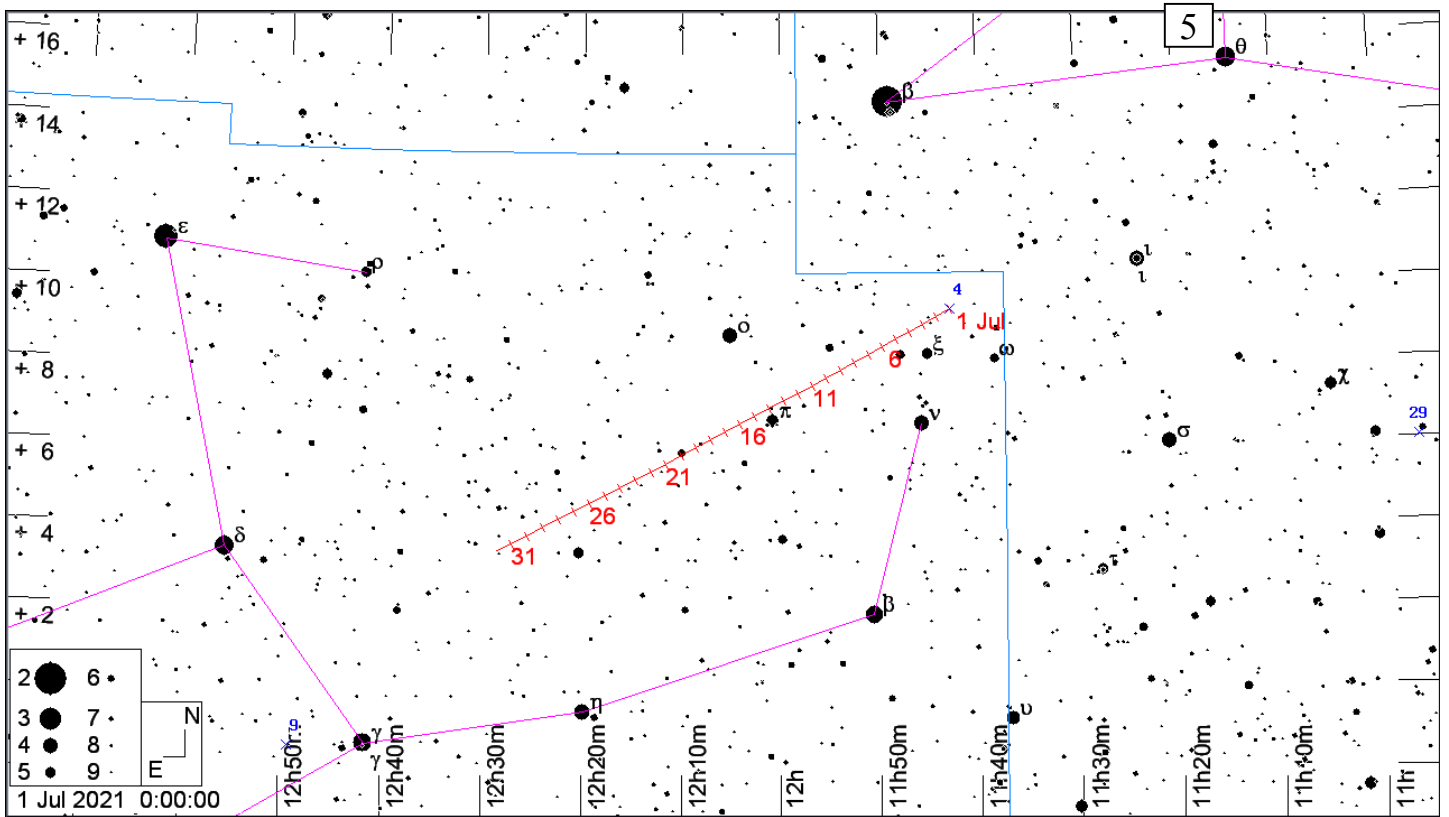 5
+ 16
θ
β
+ 14
+ 12
ε
ρ
+ 10
ι
ι
4
1 Jul
ο
ξ
ω
6
+ 8
χ
11
π
ν
29
16
σ
+ 6
21
26
+ 4
δ
31
τ
+ 2
β
2 6
3 7
4 8
5 9
N
E
η
υ
9
γ
γ
12h50m
12h40m
12h30m
12h20m
12h10m
12h
11h50m
11h40m
11h30m
11h20m
11h10m
11hr
1 Jul 2021 0:00:00